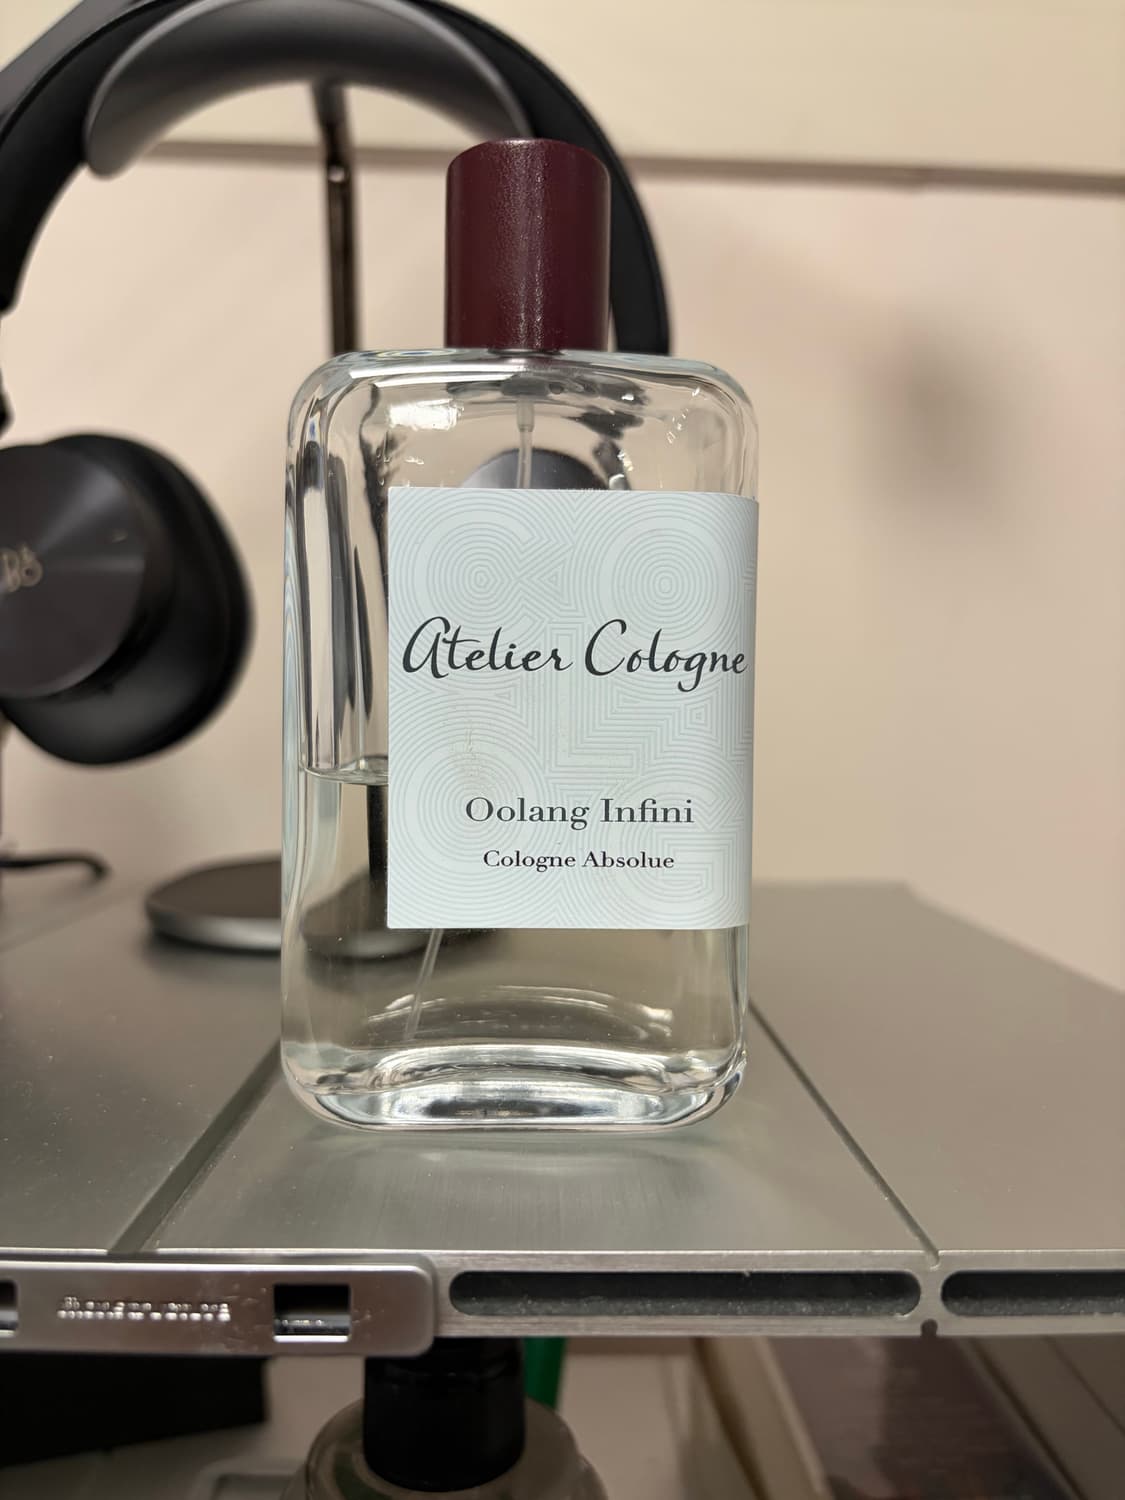 B&O
Atelier Cologne
Oolang Infini
Cologne Absolue